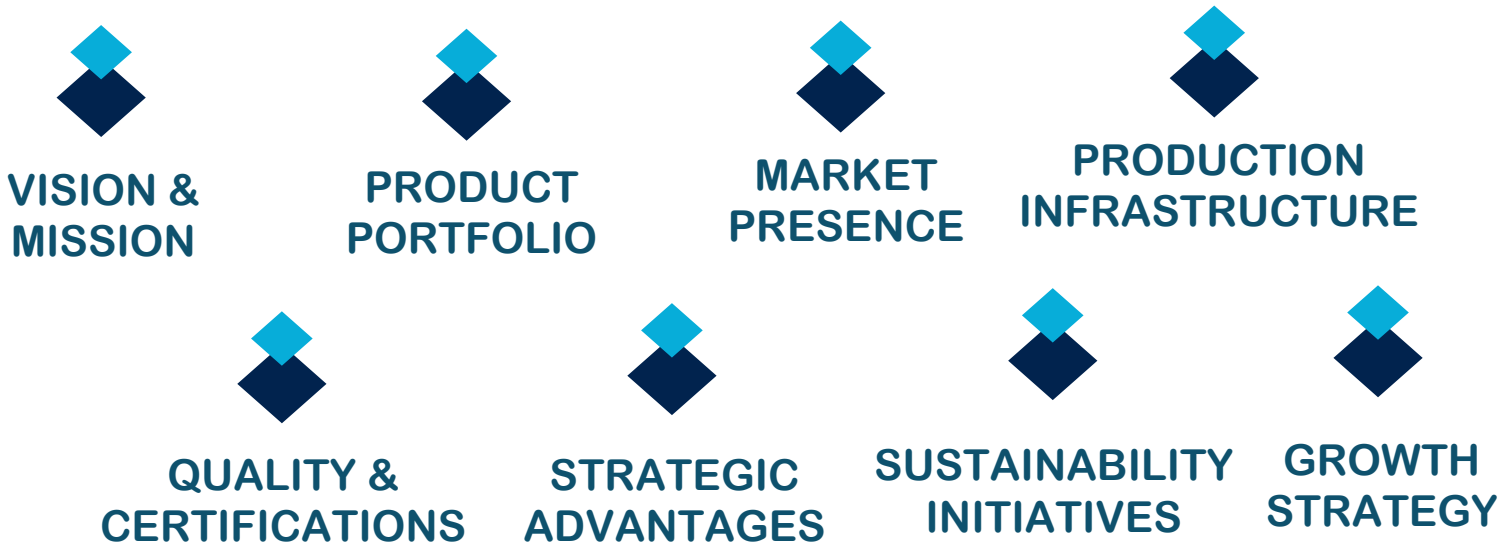 VISION &
MISSION
PRODUCT
PORTFOLIO
MARKET
PRESENCE
PRODUCTION
INFRASTRUCTURE
QUALITY &
CERTIFICATIONS
STRATEGIC
ADVANTAGES
SUSTAINABILITY
INITIATIVES
GROWTH
STRATEGY